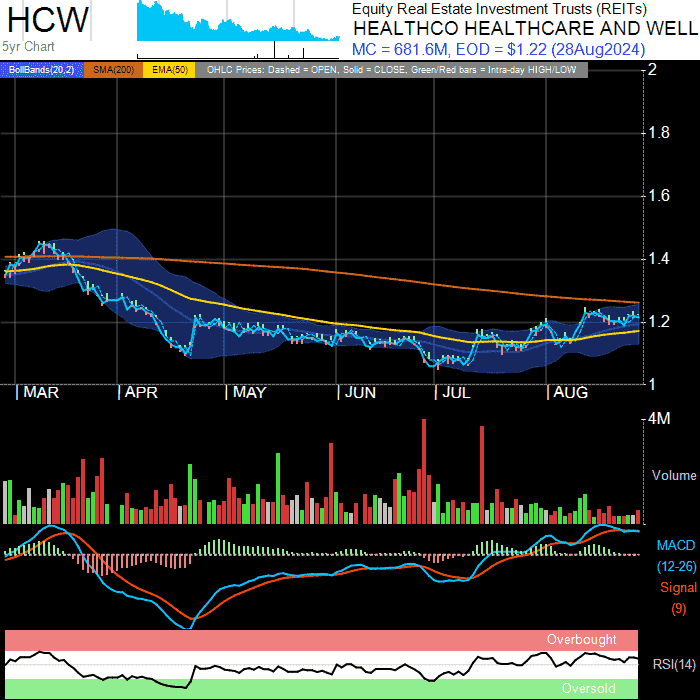 HCW
5yr Chart
Equity Real Estate Investment Trusts (REITs)
HEALTHCO HEALTHCARE AND WELL
MC = 681.6M, EOD = $1.22 (28Aug2024)
BollBands(20,2) SMA(200) EMA(50) OHLC Prices: Dashed = OPEN, Solid = CLOSE, Green/Red bars = Intra-day HIGH/LOW
2
1.8
1.6
1.4
1.2
1
MAR APR MAY JUN JUL AUG
4M
Volume
MACD
(12-26)
Signal
(9)
Overbought
RSI(14)
Oversold